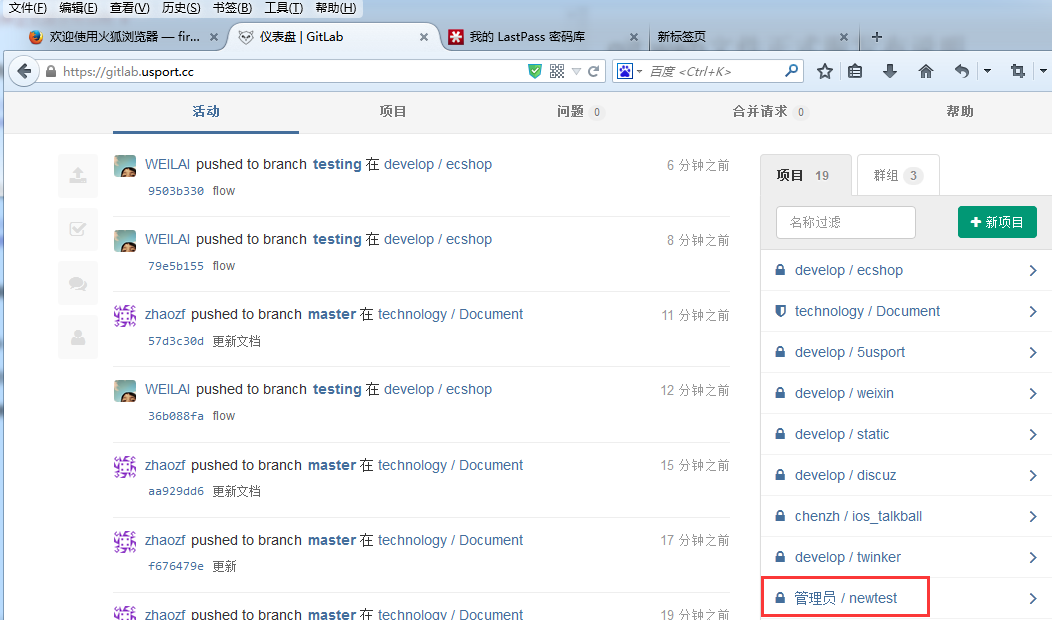 文件(F) 编辑(E) 查看(V) 历史(S) 书签(B) 工具(T) 帮助(H)
欢迎使用火狐浏览器 — fir... × 仪表盘 | GitLab × 我的 LastPass 密码库 × 新标签页 × +
https://gitlab.usport.cc 百度 <Ctrl+K>
活动 项目 问题 0 合并请求 0 帮助
WEILAI pushed to branch testing 在 develop / ecshop 6 分钟之前
9503b330 flow
WEILAI pushed to branch testing 在 develop / ecshop 8 分钟之前
79e5b155 flow
zhaozf pushed to branch master 在 technology / Document 11 分钟之前
57d3c30d 更新文档
WEILAI pushed to branch testing 在 develop / ecshop 12 分钟之前
36b088fa flow
zhaozf pushed to branch master 在 technology / Document 15 分钟之前
aa929dd6 更新文档
zhaozf pushed to branch master 在 technology / Document 17 分钟之前
f676479e 更新
zhaozf pushed to branch master 在 technology / Document 19 分钟之前
项目 19 群组 3
名称过滤 + 新项目
develop / ecshop
technology / Document
develop / 5usport
develop / weixin
develop / static
develop / discuz
chenzh / ios_talkball
develop / twinker
管理员 / newtest